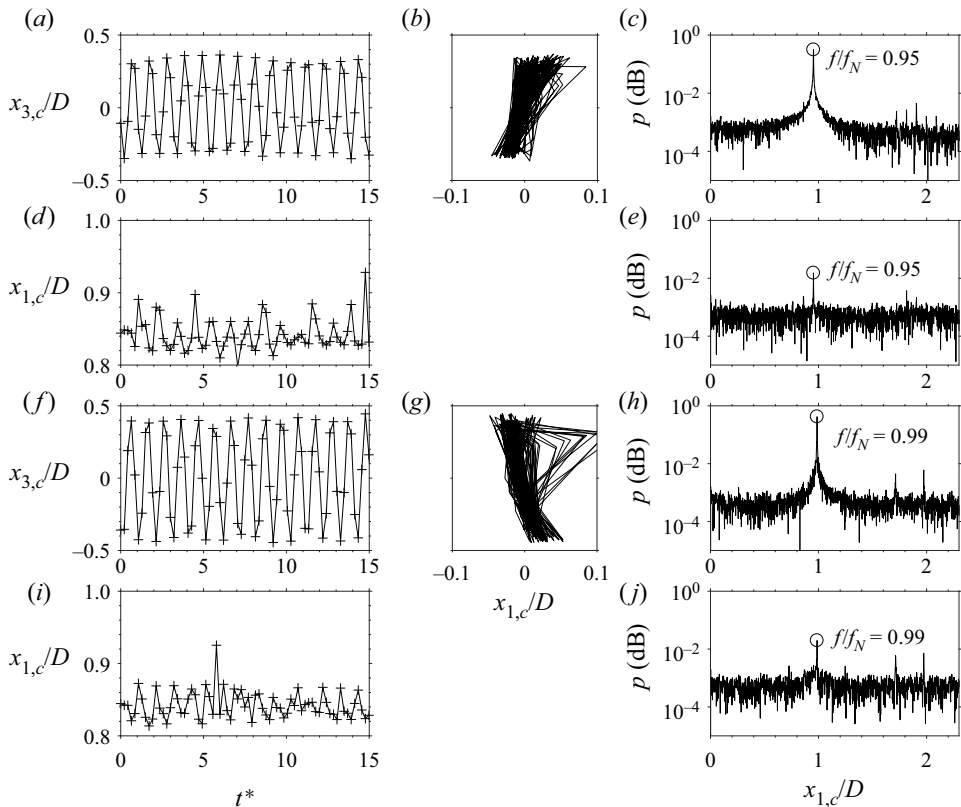 (a)
(b)
(c)
0.5
0
–0.5
x3,c/D
0 5 10 15
–0.1 0 0.1
10^0
10^–2
10^–4
p (dB)
f/fN = 0.95
0 1 2
(d)
(e)
1.0
0.9
0.8
x1,c/D
0 5 10 15
10^0
10^–2
10^–4
p (dB)
f/fN = 0.95
0 1 2
(f)
(g)
(h)
0.5
0
–0.5
x3,c/D
0 5 10 15
–0.1 0 0.1
x1,c/D
10^0
10^–2
10^–4
p (dB)
f/fN = 0.99
0 1 2
(i)
(j)
1.0
0.9
0.8
x1,c/D
0 5 10 15
t*
10^0
10^–2
10^–4
p (dB)
f/fN = 0.99
0 1 2
x1,c/D